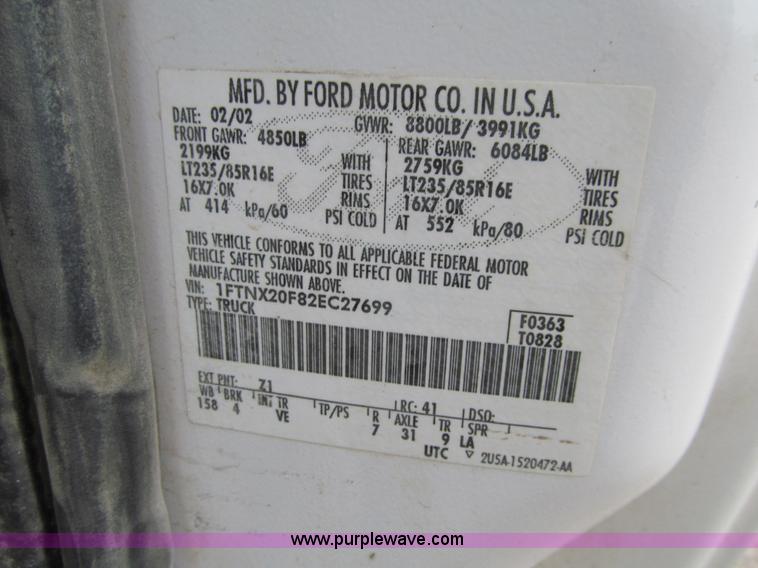 MFD. BY FORD MOTOR CO. IN U.S.A.
DATE: 02/02 GVWR: 8800LB/ 3991KG
FRONT GAWR: 4850LB REAR GAWR: 6084LB
2199KG WITH 2759KG WITH
LT235/85R16E TIRES LT235/85R16E TIRES
16X7.0K RIMS 16X7.0K RIMS
AT 414 kPa/60 PSI COLD AT 552 kPa/80 PSI COLD
THIS VEHICLE CONFORMS TO ALL APPLICABLE FEDERAL MOTOR
VEHICLE SAFETY STANDARDS IN EFFECT ON THE DATE OF
MANUFACTURE SHOWN ABOVE.
VIN: 1FTNX20F82EC27699
TYPE: TRUCK
F0363
T0828
EXT PNT: Z1 RC: 41 DSO:
WB BRK INT TR TP/PS R AXLE TR SPR
158 4 VE 7 31 9 LA
UTC ▽ 2U5A-1520472-AA
www.purplewave.com